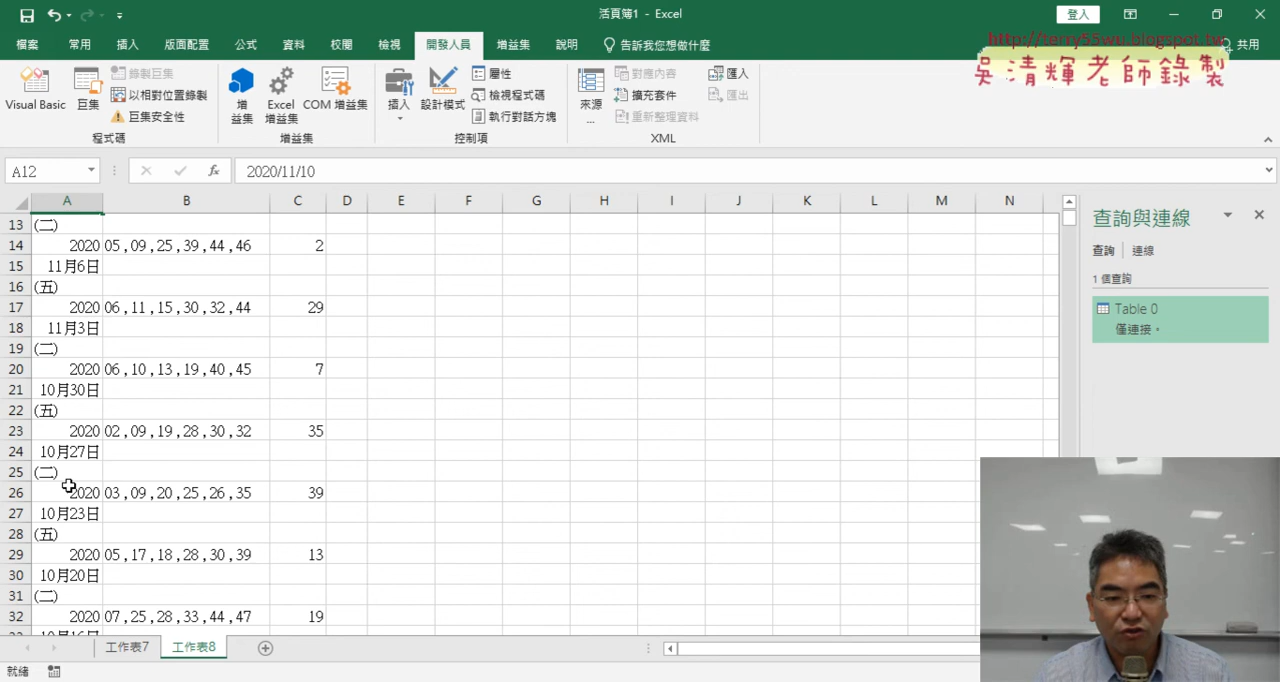 活頁簿1 - Excel
登入
http://terry55wu.blogspot.tw
共用
吳清輝老師錄製
檔案 常用 插入 版面配置 公式 資料 校閱 檢視 開發人員 增益集 說明 告訴我您想做什麼
Visual Basic
巨集
錄製巨集
以相對位置錄製
巨集安全性
程式碼
增益集
Excel 增益集
COM 增益集
增益集
插入
設計模式
屬性
檢視程式碼
執行對話方塊
控制項
來源
...
對應內容
擴充套件
重新整理資料
匯入
匯出
XML
A12
fx
2020/11/10
A B C D E F G H I J K L M N
13 (二)
14 2020 05,09,25,39,44,46 2
15 11月6日
16 (五)
17 2020 06,11,15,30,32,44 29
18 11月3日
19 (二)
20 2020 06,10,13,19,40,45 7
21 10月30日
22 (五)
23 2020 02,09,19,28,30,32 35
24 10月27日
25 (二)
26 2020 03,09,20,25,26,35 39
27 10月23日
28 (五)
29 2020 05,17,18,28,30,39 13
30 10月20日
31 (二)
32 2020 07,25,28,33,44,47 19
查詢與連線
查詢 連線
1 個查詢
Table 0
僅連接。
工作表7 工作表8
就緒